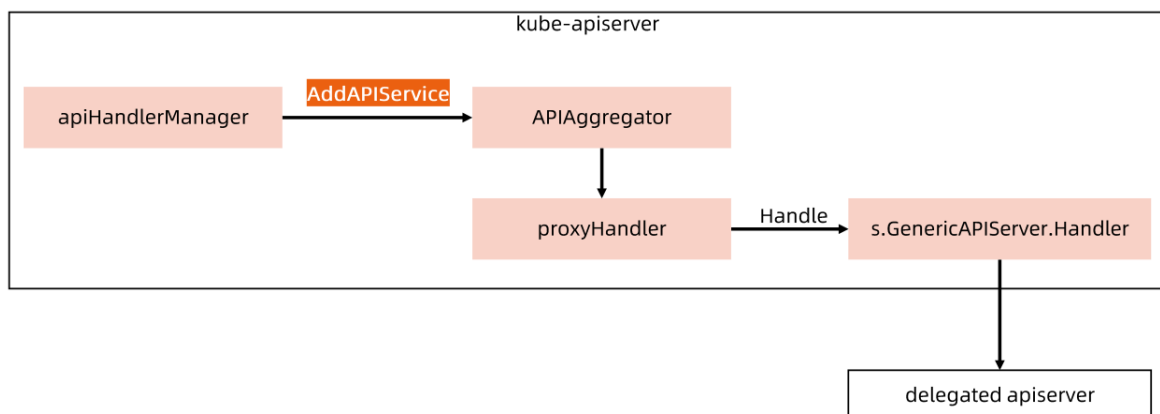 kube-apiserver
AddAPIService
apiHandlerManager
APIAggregator
proxyHandler
Handle
s.GenericAPIServer.Handler
delegated apiserver